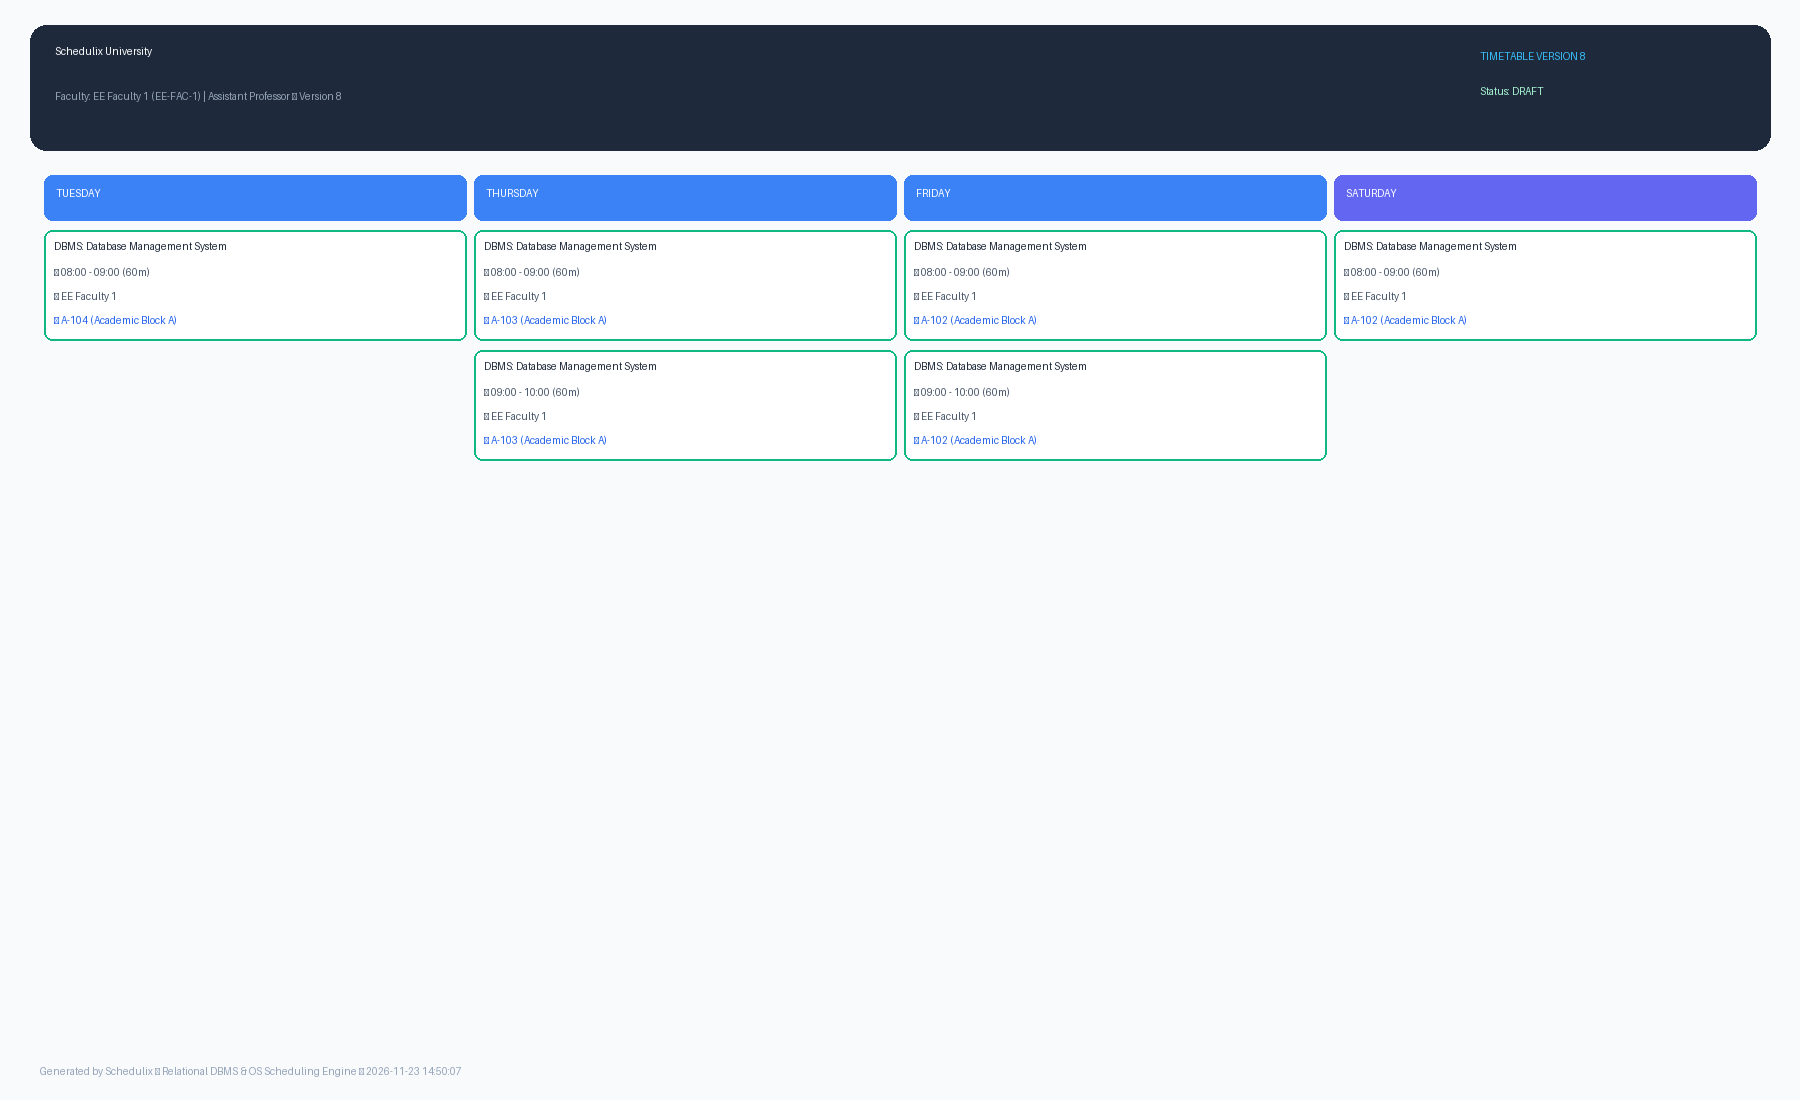 Schedulix University
Faculty: EE Faculty 1 (EE-FAC-1) | Assistant Professor Version 8
TIMETABLE VERSION 8
Status: DRAFT
TUESDAY
DBMS: Database Management System
08:00 - 09:00 (60m)
EE Faculty 1
A-104 (Academic Block A)
THURSDAY
DBMS: Database Management System
08:00 - 09:00 (60m)
EE Faculty 1
A-103 (Academic Block A)
DBMS: Database Management System
09:00 - 10:00 (60m)
EE Faculty 1
A-103 (Academic Block A)
FRIDAY
DBMS: Database Management System
08:00 - 09:00 (60m)
EE Faculty 1
A-102 (Academic Block A)
DBMS: Database Management System
09:00 - 10:00 (60m)
EE Faculty 1
A-102 (Academic Block A)
SATURDAY
DBMS: Database Management System
08:00 - 09:00 (60m)
EE Faculty 1
A-102 (Academic Block A)
Generated by Schedulix Relational DBMS & OS Scheduling Engine 2026-11-23 14:50:07